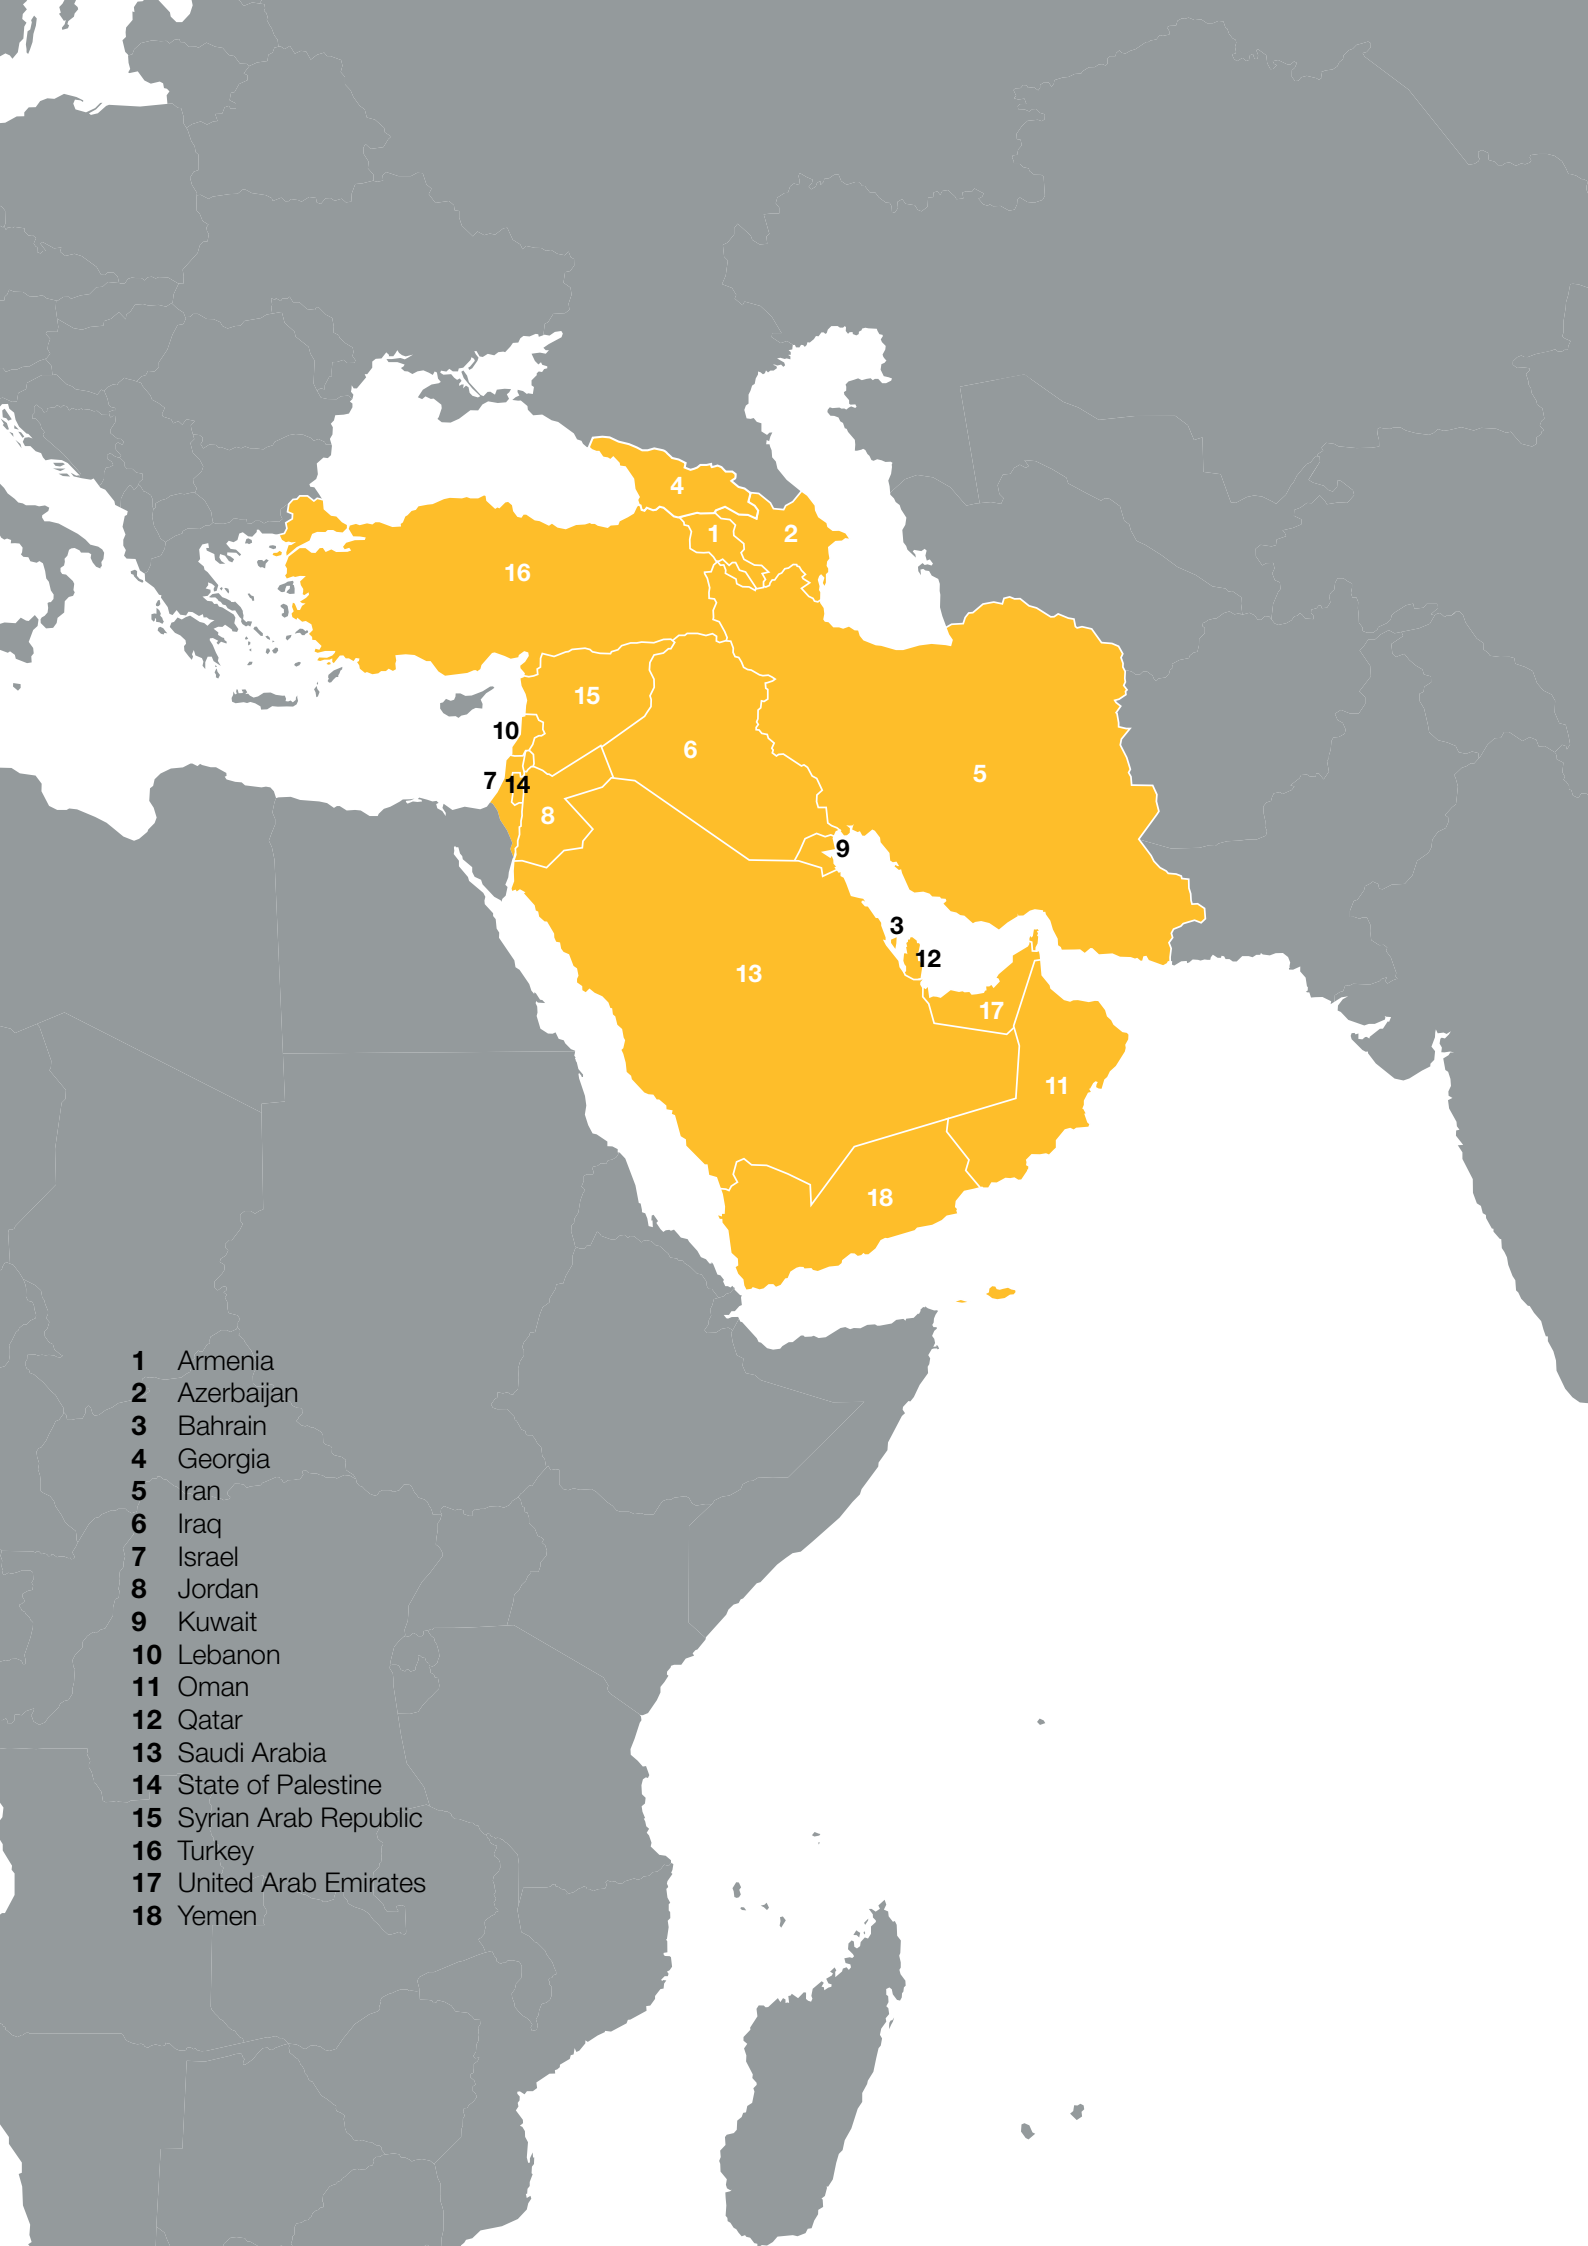 4
1
2
16
15
10
6
5
7
14
8
9
3
12
13
17
11
18
1 Armenia
2 Azerbaijan
3 Bahrain
4 Georgia
5 Iran
6 Iraq
7 Israel
8 Jordan
9 Kuwait
10 Lebanon
11 Oman
12 Qatar
13 Saudi Arabia
14 State of Palestine
15 Syrian Arab Republic
16 Turkey
17 United Arab Emirates
18 Yemen